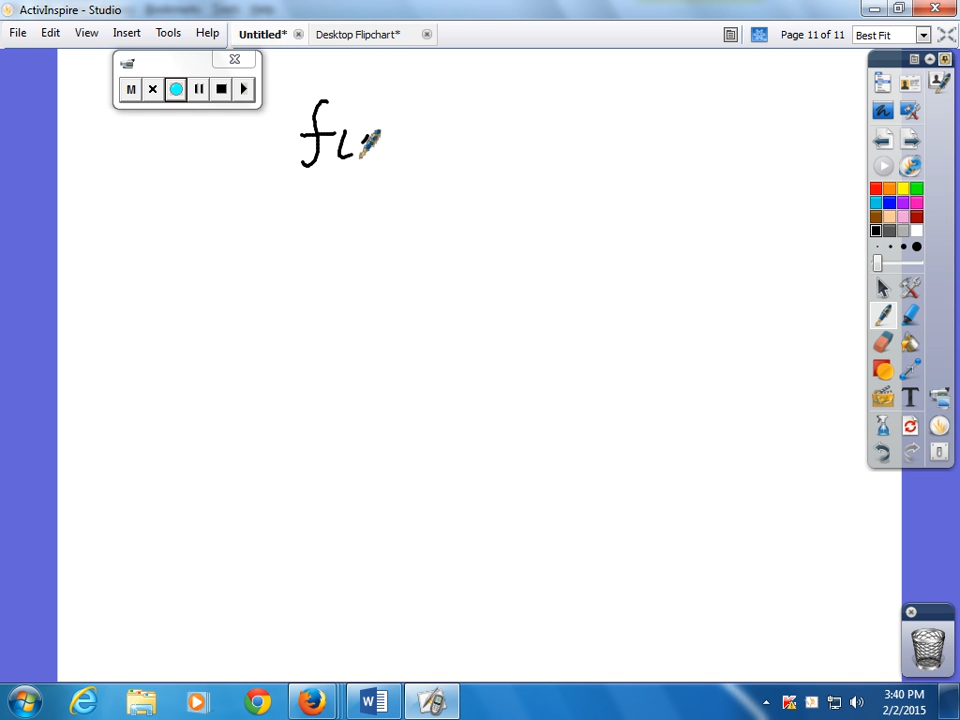 ActivInspire - Studio
File Edit View Insert Tools Help Untitled* Desktop Flipchart* Page 11 of 11 Best Fit
M
T
3:40 PM
2/2/2015